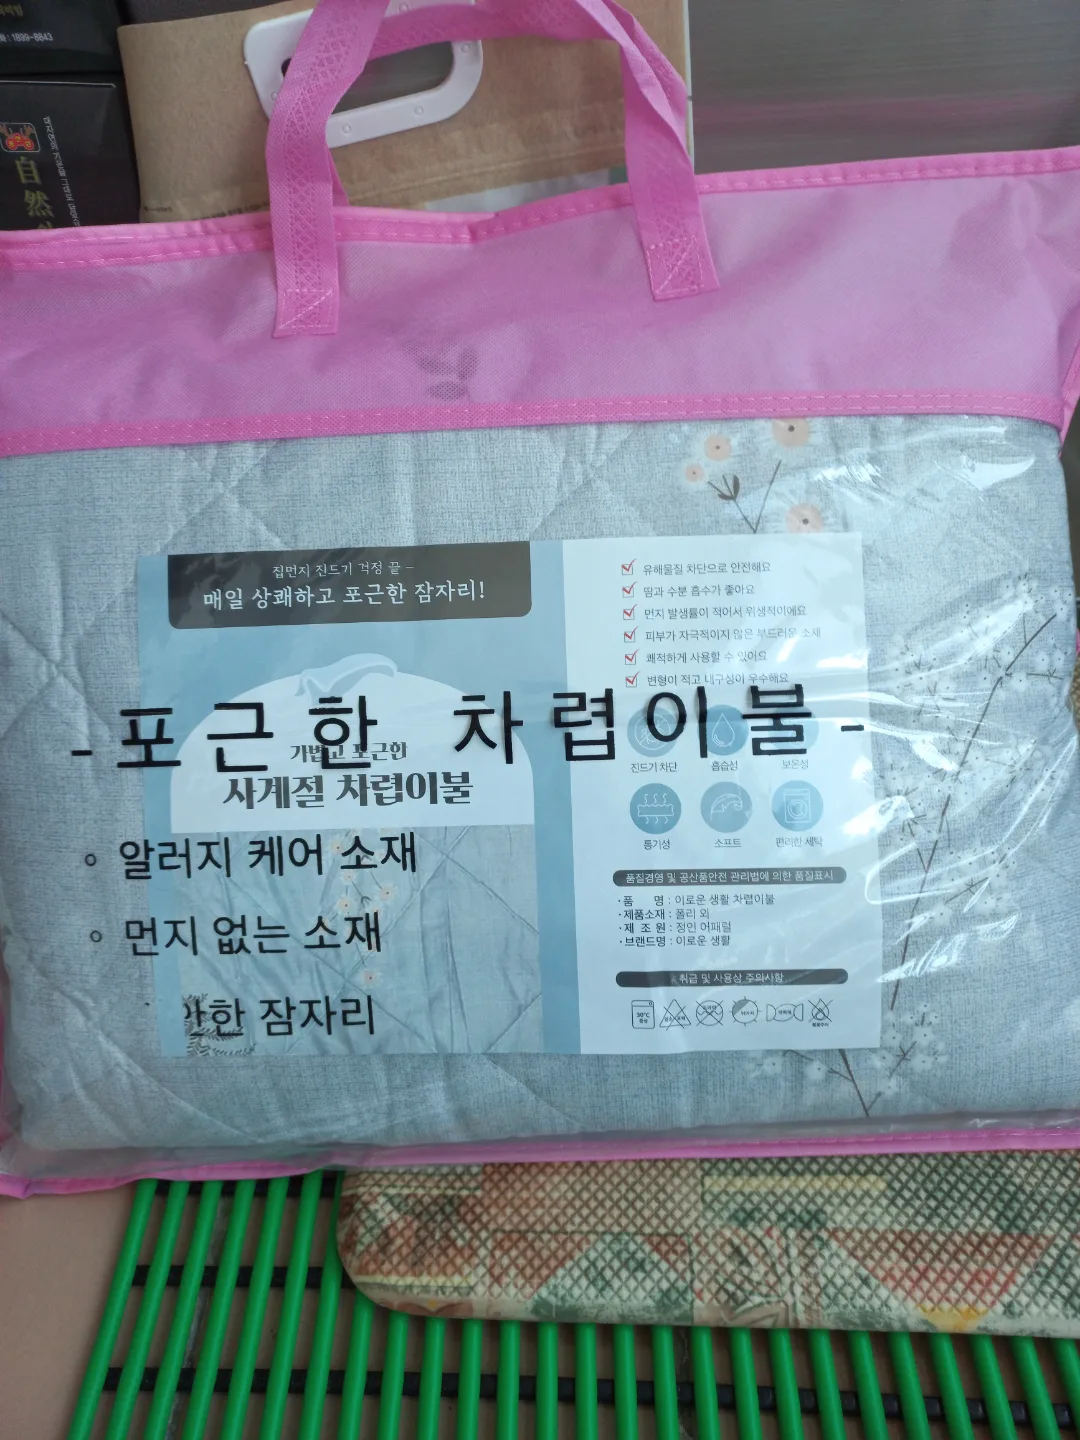 : 1899-8843
自然
집먼지 진드기 걱정 끝 –
매일 상쾌하고 포근한 잠자리!
- 포근한 차렵이불 -
가볍고 포근한
사계절 차렵이불
◦ 알러지 케어 소재
◦ 먼지 없는 소재
한 잠자리
유해물질 차단으로 안전해요
땀과 수분 흡수가 좋아요
먼지 발생률이 적어서 위생적이에요
피부가 자극적이지 않은 부드러운 소재
쾌적하게 사용할 수 있어요
변형이 적고 내구성이 우수해요
진드기 차단 흡습성 보온성
통기성 소프트 편리한 세탁
품질경영 및 공산품안전 관리법에 의한 품질표시
·품 명 : 이로운 생활 차렵이불
·제품소재 : 폴리 외
·제 조 원 : 정인 어패럴
·브랜드명 : 이로운 생활
취급 및 사용상 주의사항
30℃